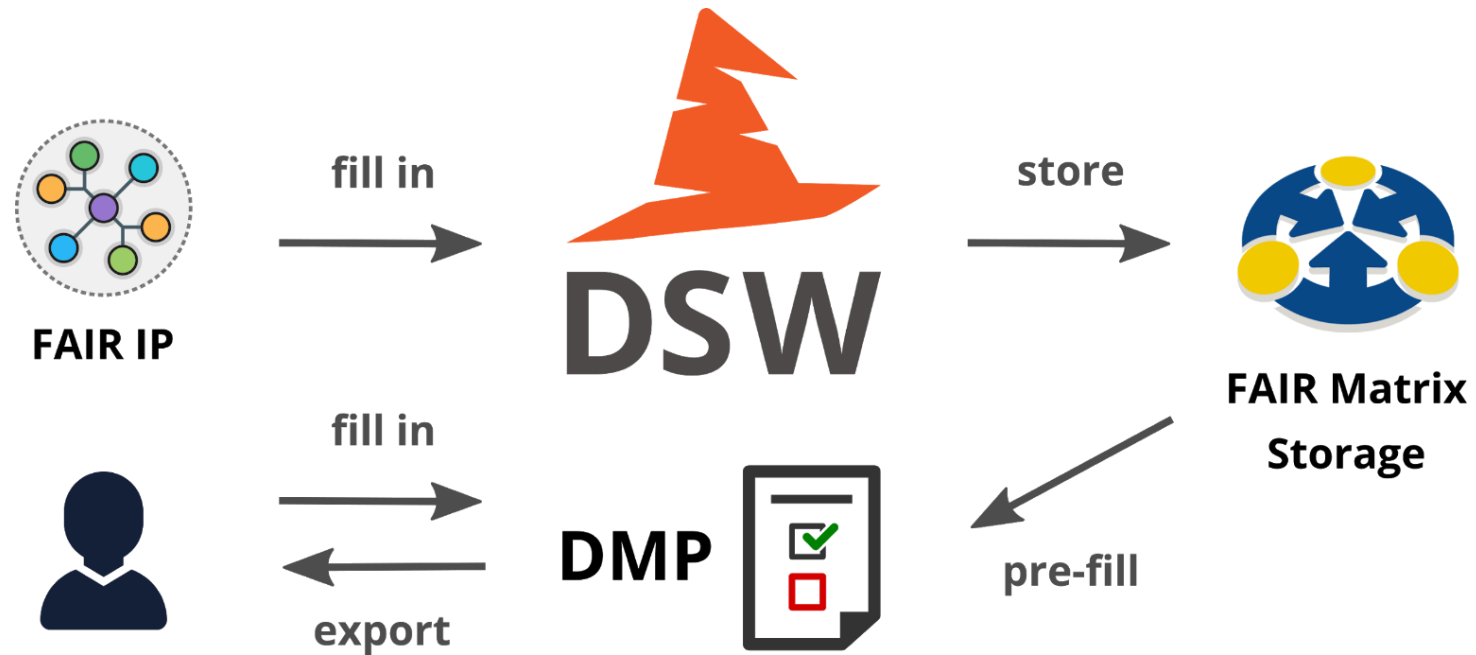 fill in
store
FAIR IP
DSW
FAIR Matrix
Storage
fill in
DMP
pre-fill
export